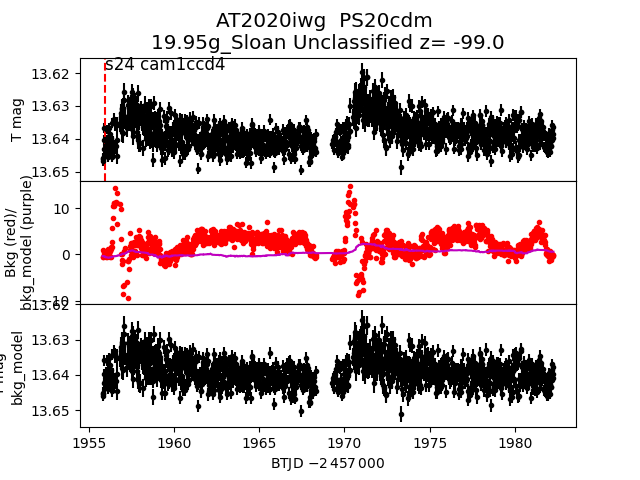 AT2020iwg PS20cdm
19.95g_Sloan Unclassified z= -99.0
s24 cam1ccd4
13.62
13.63
13.64
13.65
T mag
10
0
−10
Bkg (red)/
bkg_model (purple)
13.62
13.63
13.64
13.65
bkg_model
1955
1960
1965
1970
1975
1980
BTJD −2 457 000